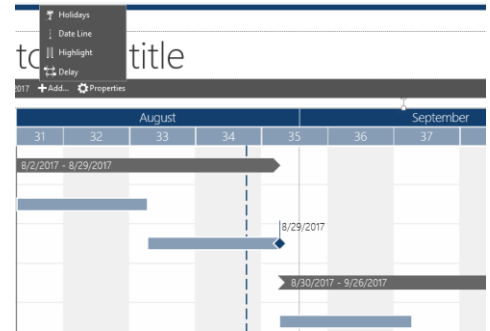 Holidays
Date Line
Highlight
Delay
title
2017 Add... Properties
August September
31 32 33 34 35 36 37
8/2/2017 - 8/29/2017
8/29/2017
8/30/2017 - 9/26/2017